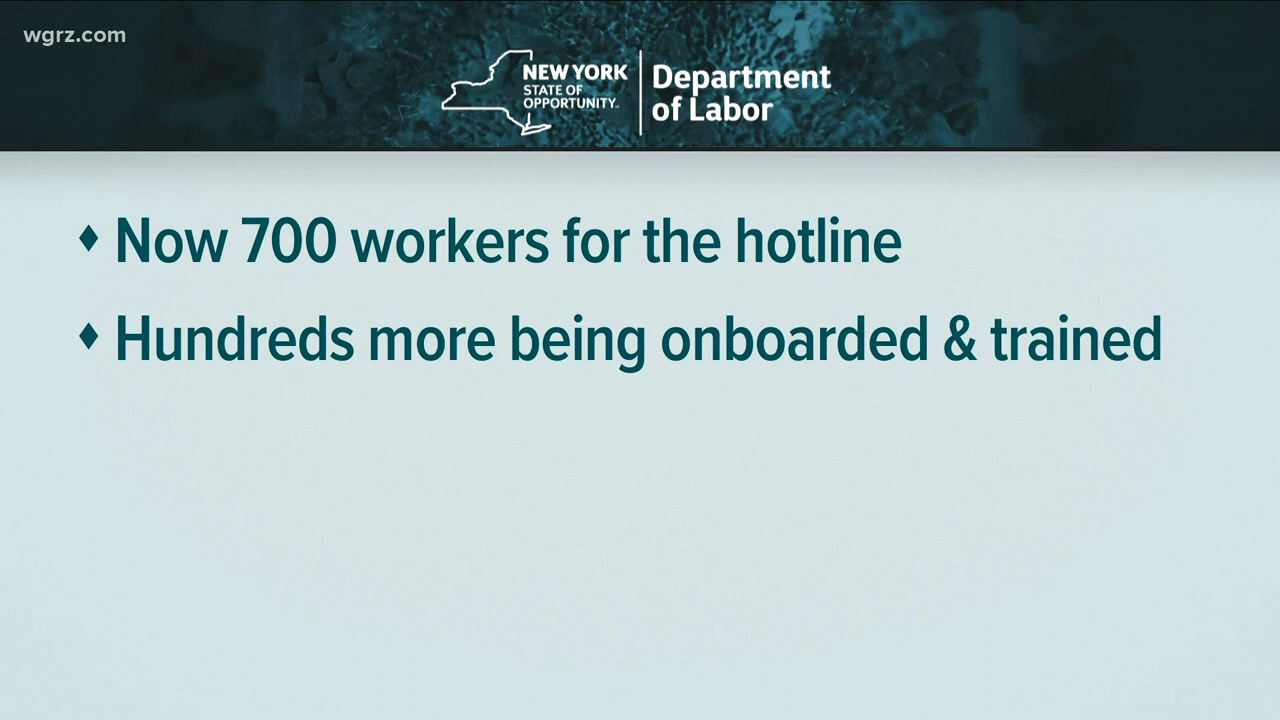 wgrz.com
NEW YORK
STATE OF
OPPORTUNITY™
Department
of Labor
♦ Now 700 workers for the hotline
♦ Hundreds more being onboarded & trained